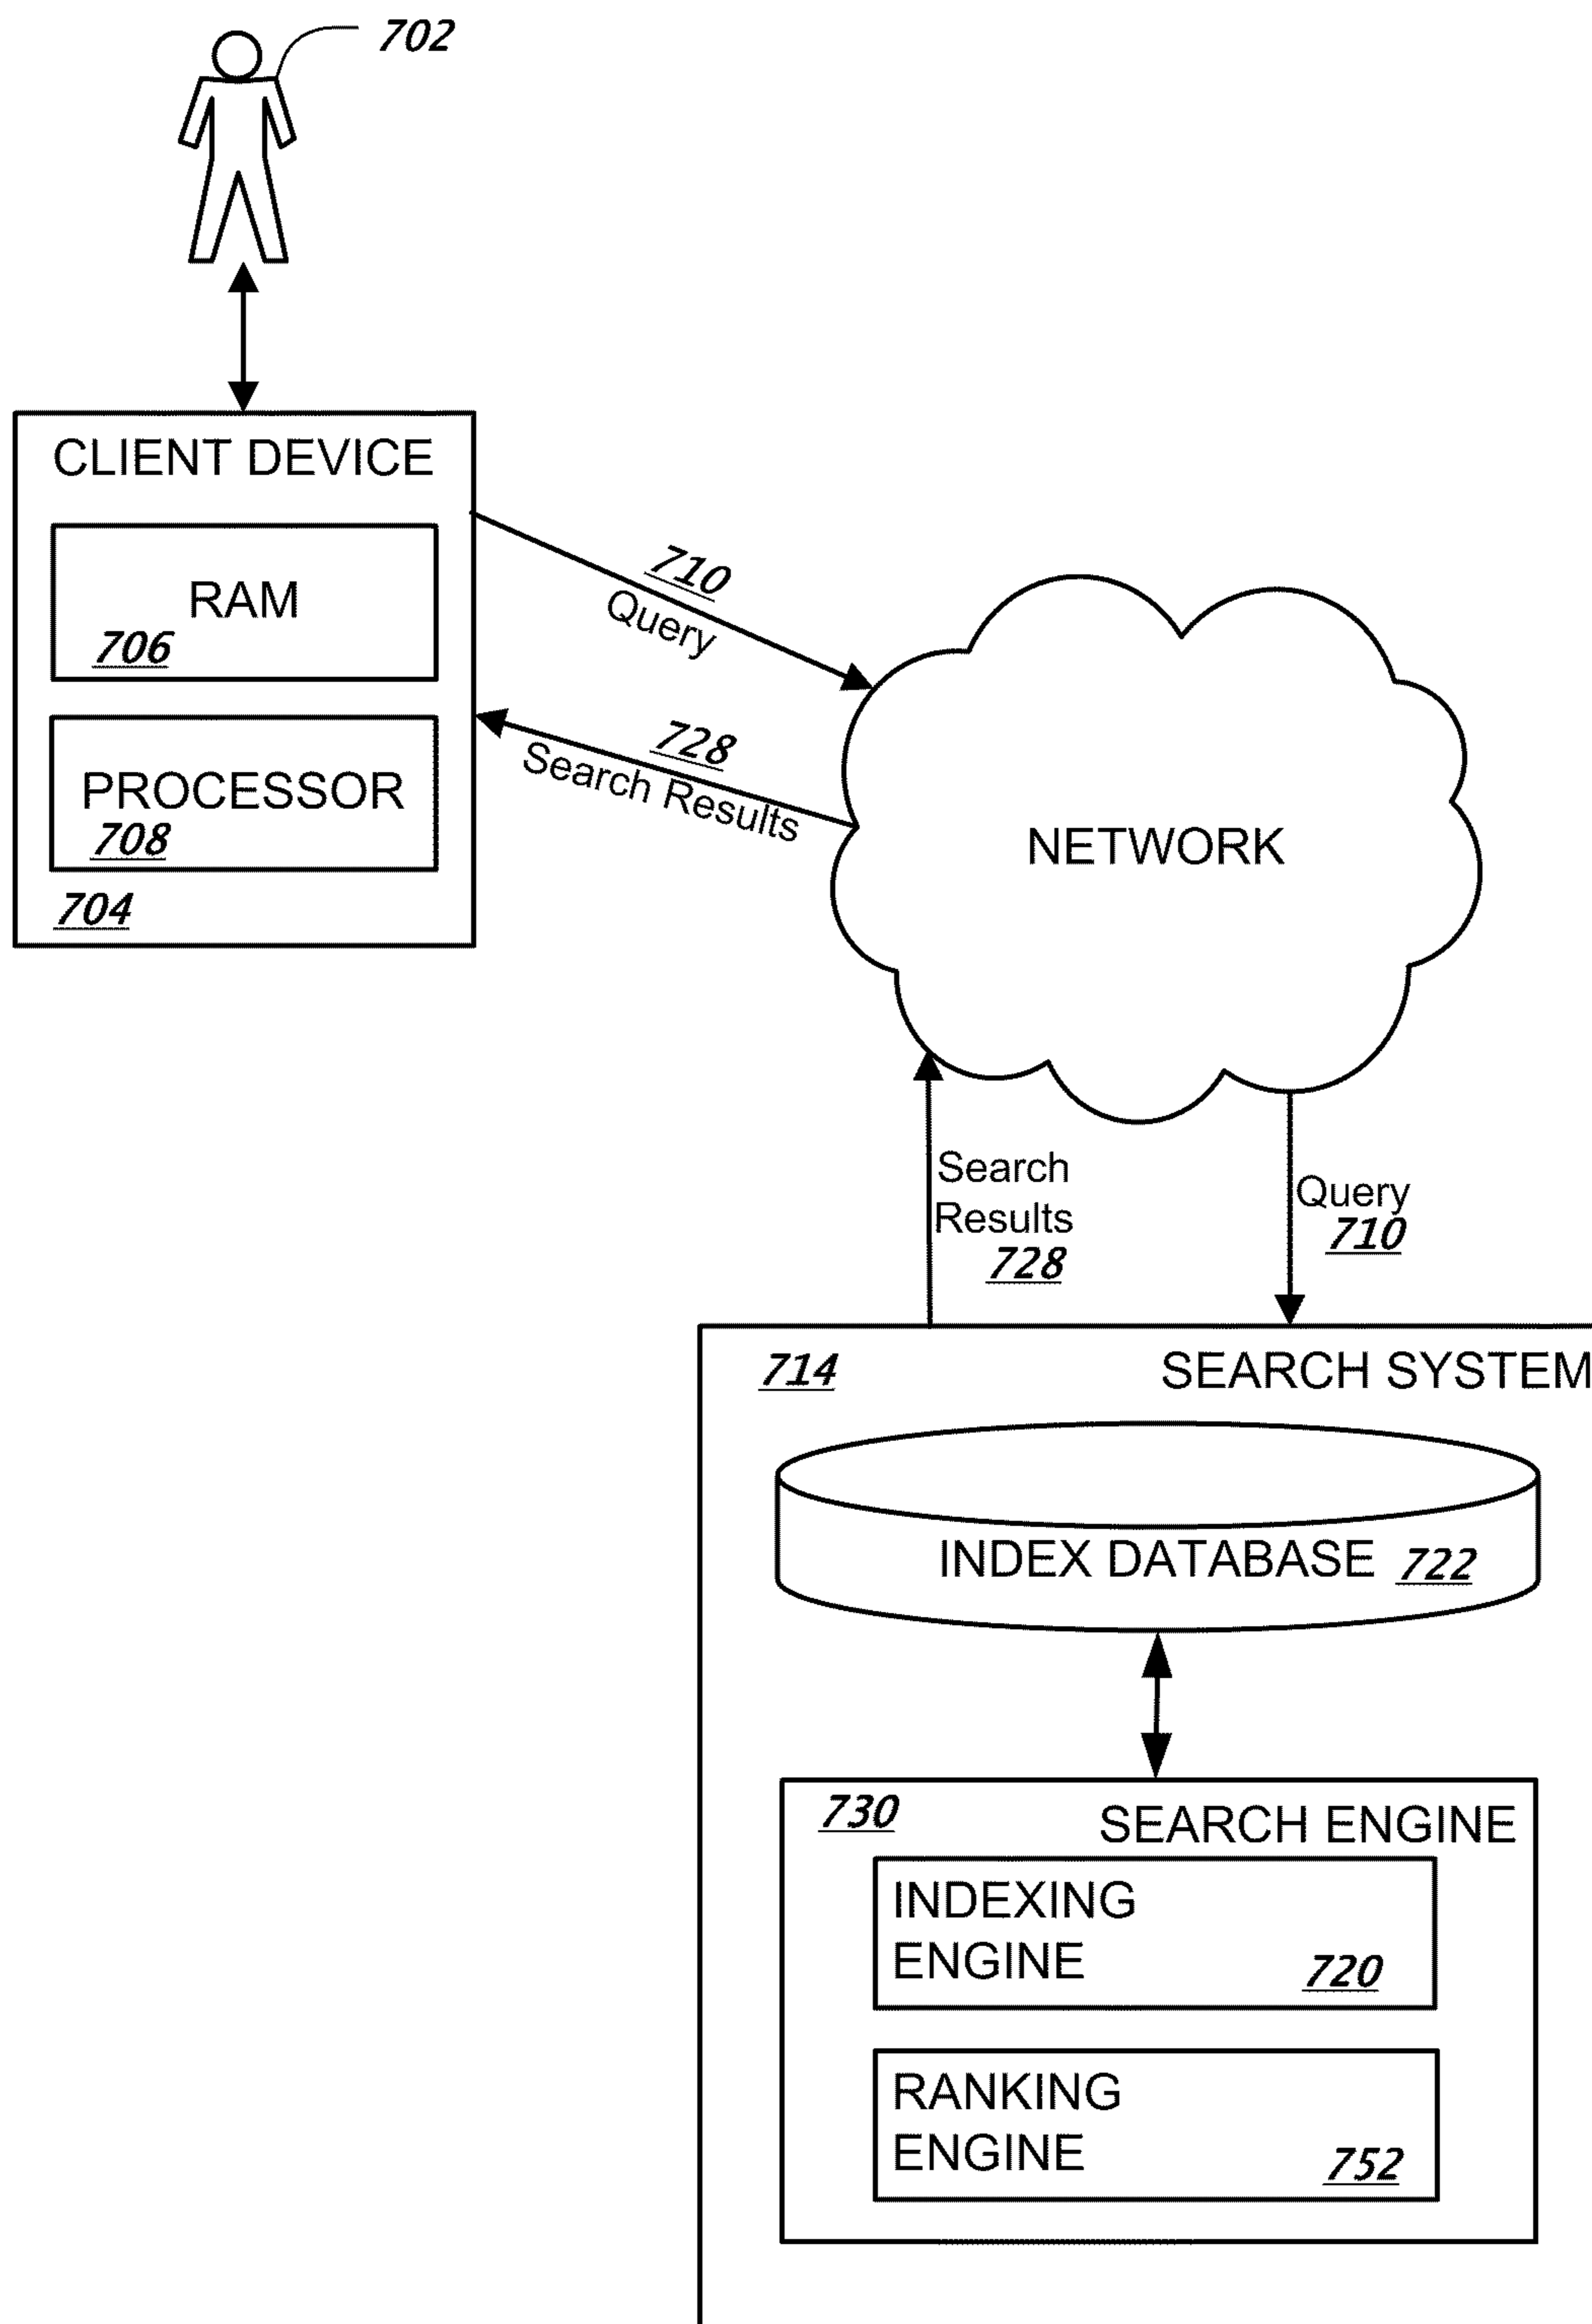 702
CLIENT DEVICE
RAM
706
PROCESSOR
708
704
710
Query
728
Search Results
NETWORK
Search
Results
728
Query
710
714 SEARCH SYSTEM
INDEX DATABASE 722
730
SEARCH ENGINE
INDEXING
ENGINE 720
RANKING
ENGINE 752